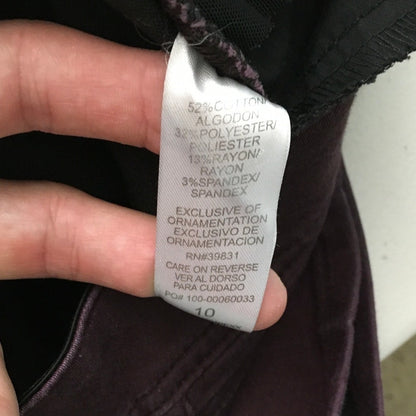 52%COTTON/
ALGODON
32%POLYESTER/
POLIESTER
13%RAYON/
RAYON
3%SPANDEX/
SPANDEX
EXCLUSIVE OF
ORNAMENTATION
EXCLUSIVO DE
ORNAMENTACION
RN#39831
CARE ON REVERSE
VER AL DORSO
PARA CUIDADO
PO# 100-00060033
10